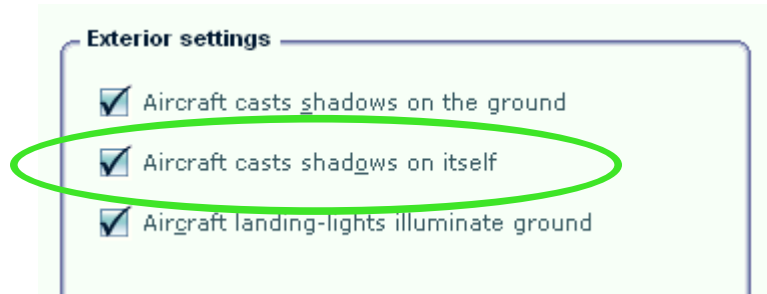 Exterior settings
Aircraft casts shadows on the ground
Aircraft casts shadows on itself
Aircraft landing-lights illuminate ground